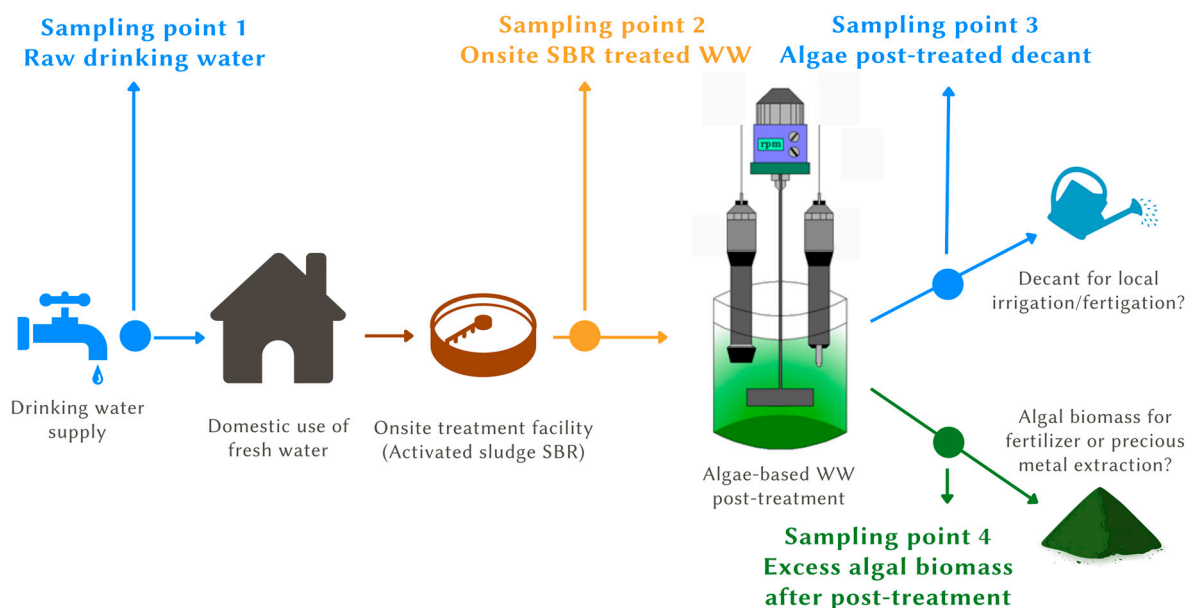 Sampling point 1
Raw drinking water
Sampling point 2
Onsite SBR treated WW
Sampling point 3
Algae post-treated decant
rpm
Drinking water
supply
Domestic use of
fresh water
Onsite treatment facility
(Activated sludge SBR)
Algae-based WW
post-treatment
Decant for local
irrigation/fertigation?
Algal biomass for
fertilizer or precious
metal extraction?
Sampling point 4
Excess algal biomass
after post-treatment